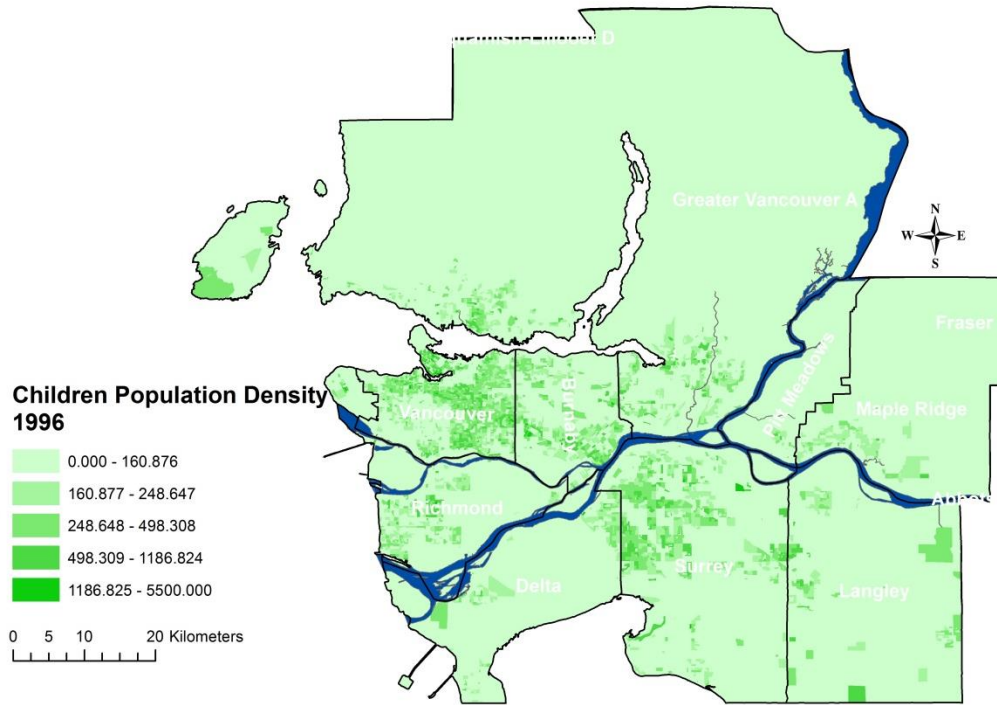 uamish-Lillooet D
Greater Vancouver A
N
W E
S
Fraser
Pitt Meadows
Children Population Density
1996
Vancouver
Burnaby
Maple Ridge
0.000 - 160.876
160.877 - 248.647
248.648 - 498.308
498.309 - 1186.824
1186.825 - 5500.000
Richmond
Delta
Surrey
Langley
0 5 10 20 Kilometers